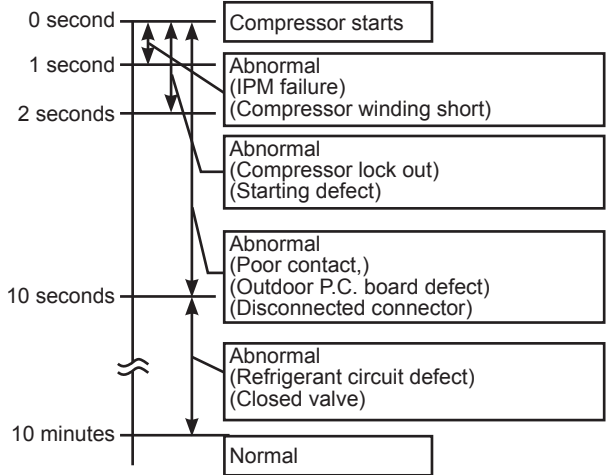 0 second
Compressor starts
1 second
Abnormal
(IPM failure)
(Compressor winding short)
2 seconds
Abnormal
(Compressor lock out)
(Starting defect)
Abnormal
(Poor contact,)
(Outdoor P.C. board defect)
(Disconnected connector)
10 seconds
Abnormal
(Refrigerant circuit defect)
(Closed valve)
10 minutes
Normal